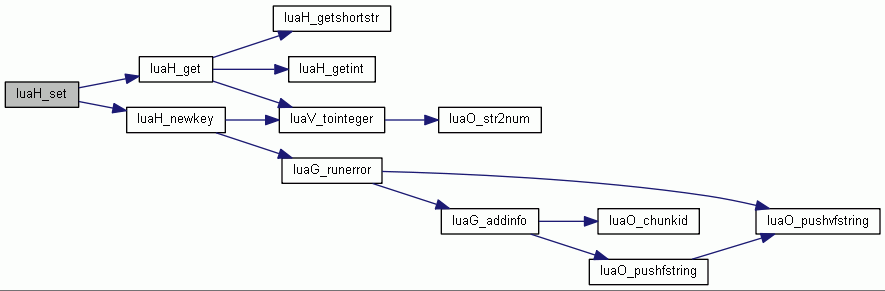 luaH_getshortstr
luaH_get
luaH_getint
luaH_set
luaH_newkey
luaV_tointeger
luaO_str2num
luaG_runerror
luaG_addinfo
luaO_chunkid
luaO_pushvfstring
luaO_pushfstring